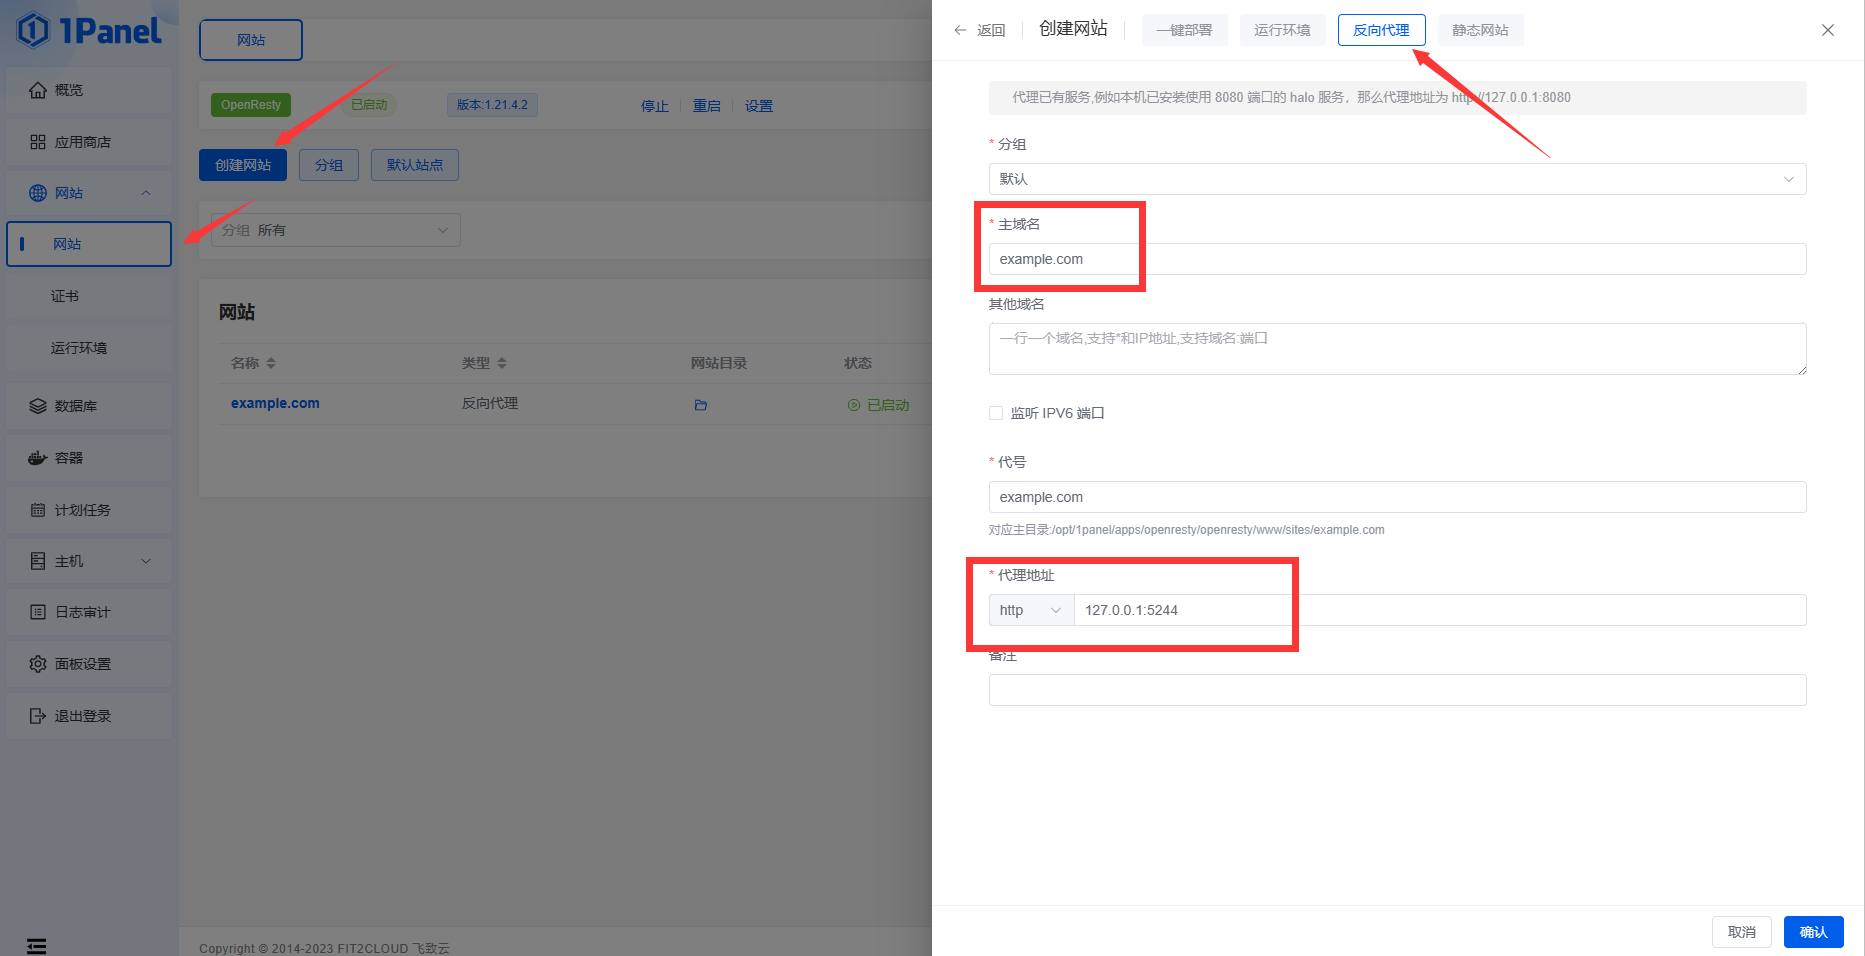 1Panel
概览
应用商店
网站
网站
证书
运行环境
数据库
容器
计划任务
主机
日志审计
面板设置
退出登录
网站
OpenResty
已启动
版本:1.21.4.2
停止
重启
设置
创建网站
分组
默认站点
分组 所有
网站
名称
类型
网站目录
状态
example.com
反向代理
已启动
Copyright © 2014-2023 FIT2CLOUD 飞致云
返回
创建网站
一键部署
运行环境
反向代理
静态网站
代理已有服务,例如本机已安装使用 8080 端口的 halo 服务，那么代理地址为 http://127.0.0.1:8080
* 分组
默认
* 主域名
example.com
其他域名
一行一个域名,支持*和IP地址,支持域名:端口
监听 IPV6 端口
* 代号
example.com
对应主目录:/opt/1panel/apps/openresty/openresty/www/sites/example.com
* 代理地址
http
127.0.0.1:5244
备注
取消
确认